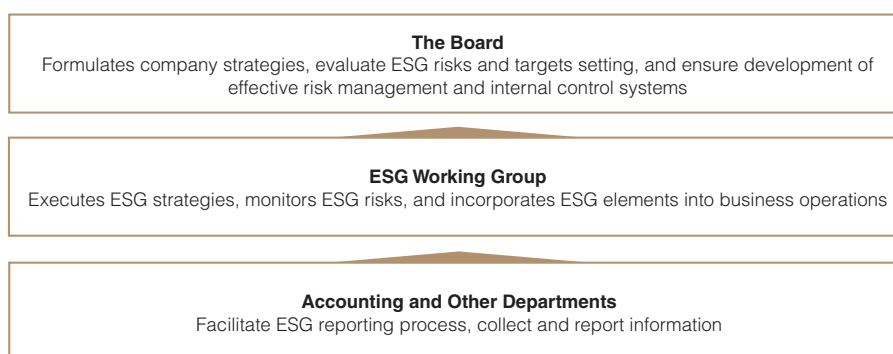 The Board
Formulates company strategies, evaluate ESG risks and targets setting, and ensure development of
effective risk management and internal control systems
ESG Working Group
Executes ESG strategies, monitors ESG risks, and incorporates ESG elements into business operations
Accounting and Other Departments
Facilitate ESG reporting process, collect and report information